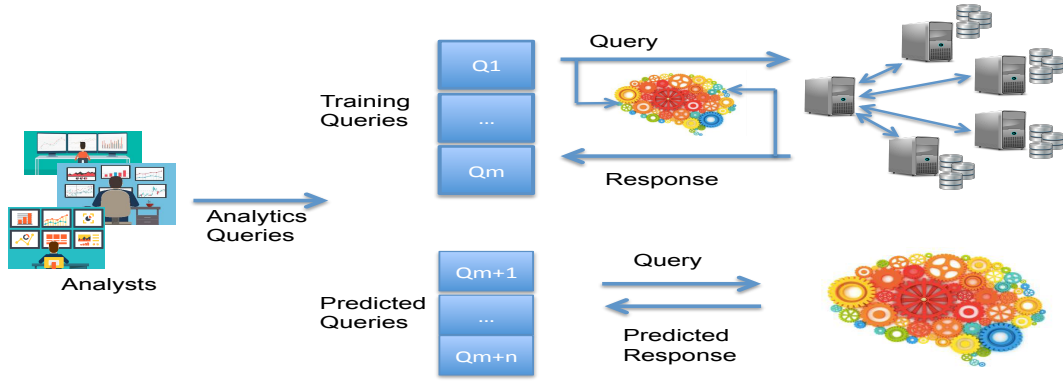 Q1
Query
Training
Queries
...
Qm
Response
Analytics
Queries
Analysts
Qm+1
Query
Predicted
Queries
...
Predicted
Response
Qm+n